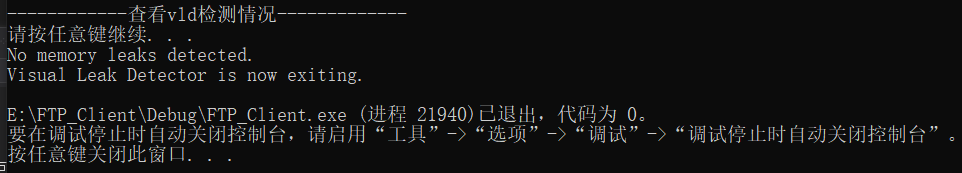 ------------查看vld检测情况-------------
请按任意键继续. . .
No memory leaks detected.
Visual Leak Detector is now exiting.
E:\FTP_Client\Debug\FTP_Client.exe (进程 21940)已退出，代码为 0。
要在调试停止时自动关闭控制台，请启用“工具”->“选项”->“调试”->“调试停止时自动关闭控制台”。
按任意键关闭此窗口. . .